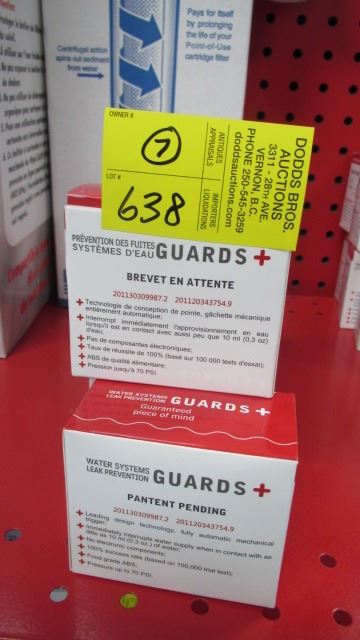 Pays for itself
by prolonging
the life of your
Point-of-Use
cartridge filter
Centrifugal action
spins out sediment
from water
OWNER #
7
LOT #
638
ANTIQUES
APPRAISALS
IMPORTERS
LIQUIDATIONS
DODDS BROS.
AUCTIONS
3311 - 28TH AVE.
VERNON, B.C.
PHONE 250-545-3259
doddsauctions.com
PRÉVENTION DES FUITES
SYSTÈMES D'EAU GUARDS+
BREVET EN ATTENTE
201130309987.2 201120343754.9
+ Technologie de conception de pointe, gâchette mécanique
entièrement automatique;
+ Interrompt immédiatement l'approvisionnement en eau
lorsqu'il est en contact avec aussi peu que 10 ml (0,3 oz)
d'eau;
+ Pas de composantes électroniques;
+ Taux de réussite de 100% (basé sur 100 000 tests d'essai);
+ ABS de qualité alimentaire;
+ Pression jusqu'à 70 PSI.
WATER SYSTEMS
LEAK PREVENTION GUARDS+
Guaranteed
piece of mind
WATER SYSTEMS
LEAK PREVENTION GUARDS+
PANTENT PENDING
201130309987.2 201120343754.9
+ Leading design technology, fully automatic mechanical
trigger;
+ Immediately interrupts water supply when in contact with as
little as 10 ml (0.3 oz.) of water;
+ No electronic components;
+ 100% success rate (based on 100,000 trial test);
+ Food grade ABS;
+ Pressure up to 70 PSI.